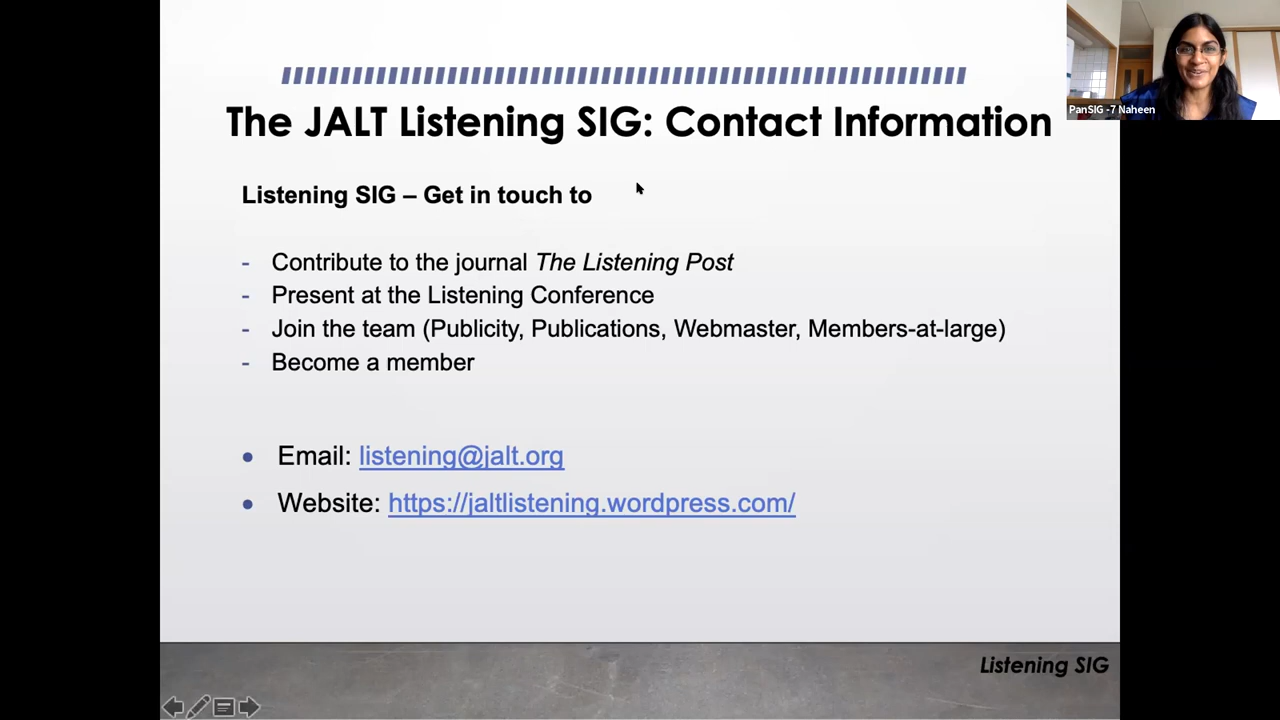 The JALT Listening SIG: Contact Information
PanSIG -7 Naheen
Listening SIG – Get in touch to
- Contribute to the journal The Listening Post
- Present at the Listening Conference
- Join the team (Publicity, Publications, Webmaster, Members-at-large)
- Become a member
• Email: listening@jalt.org
• Website: https://jaltlistening.wordpress.com/
Listening SIG